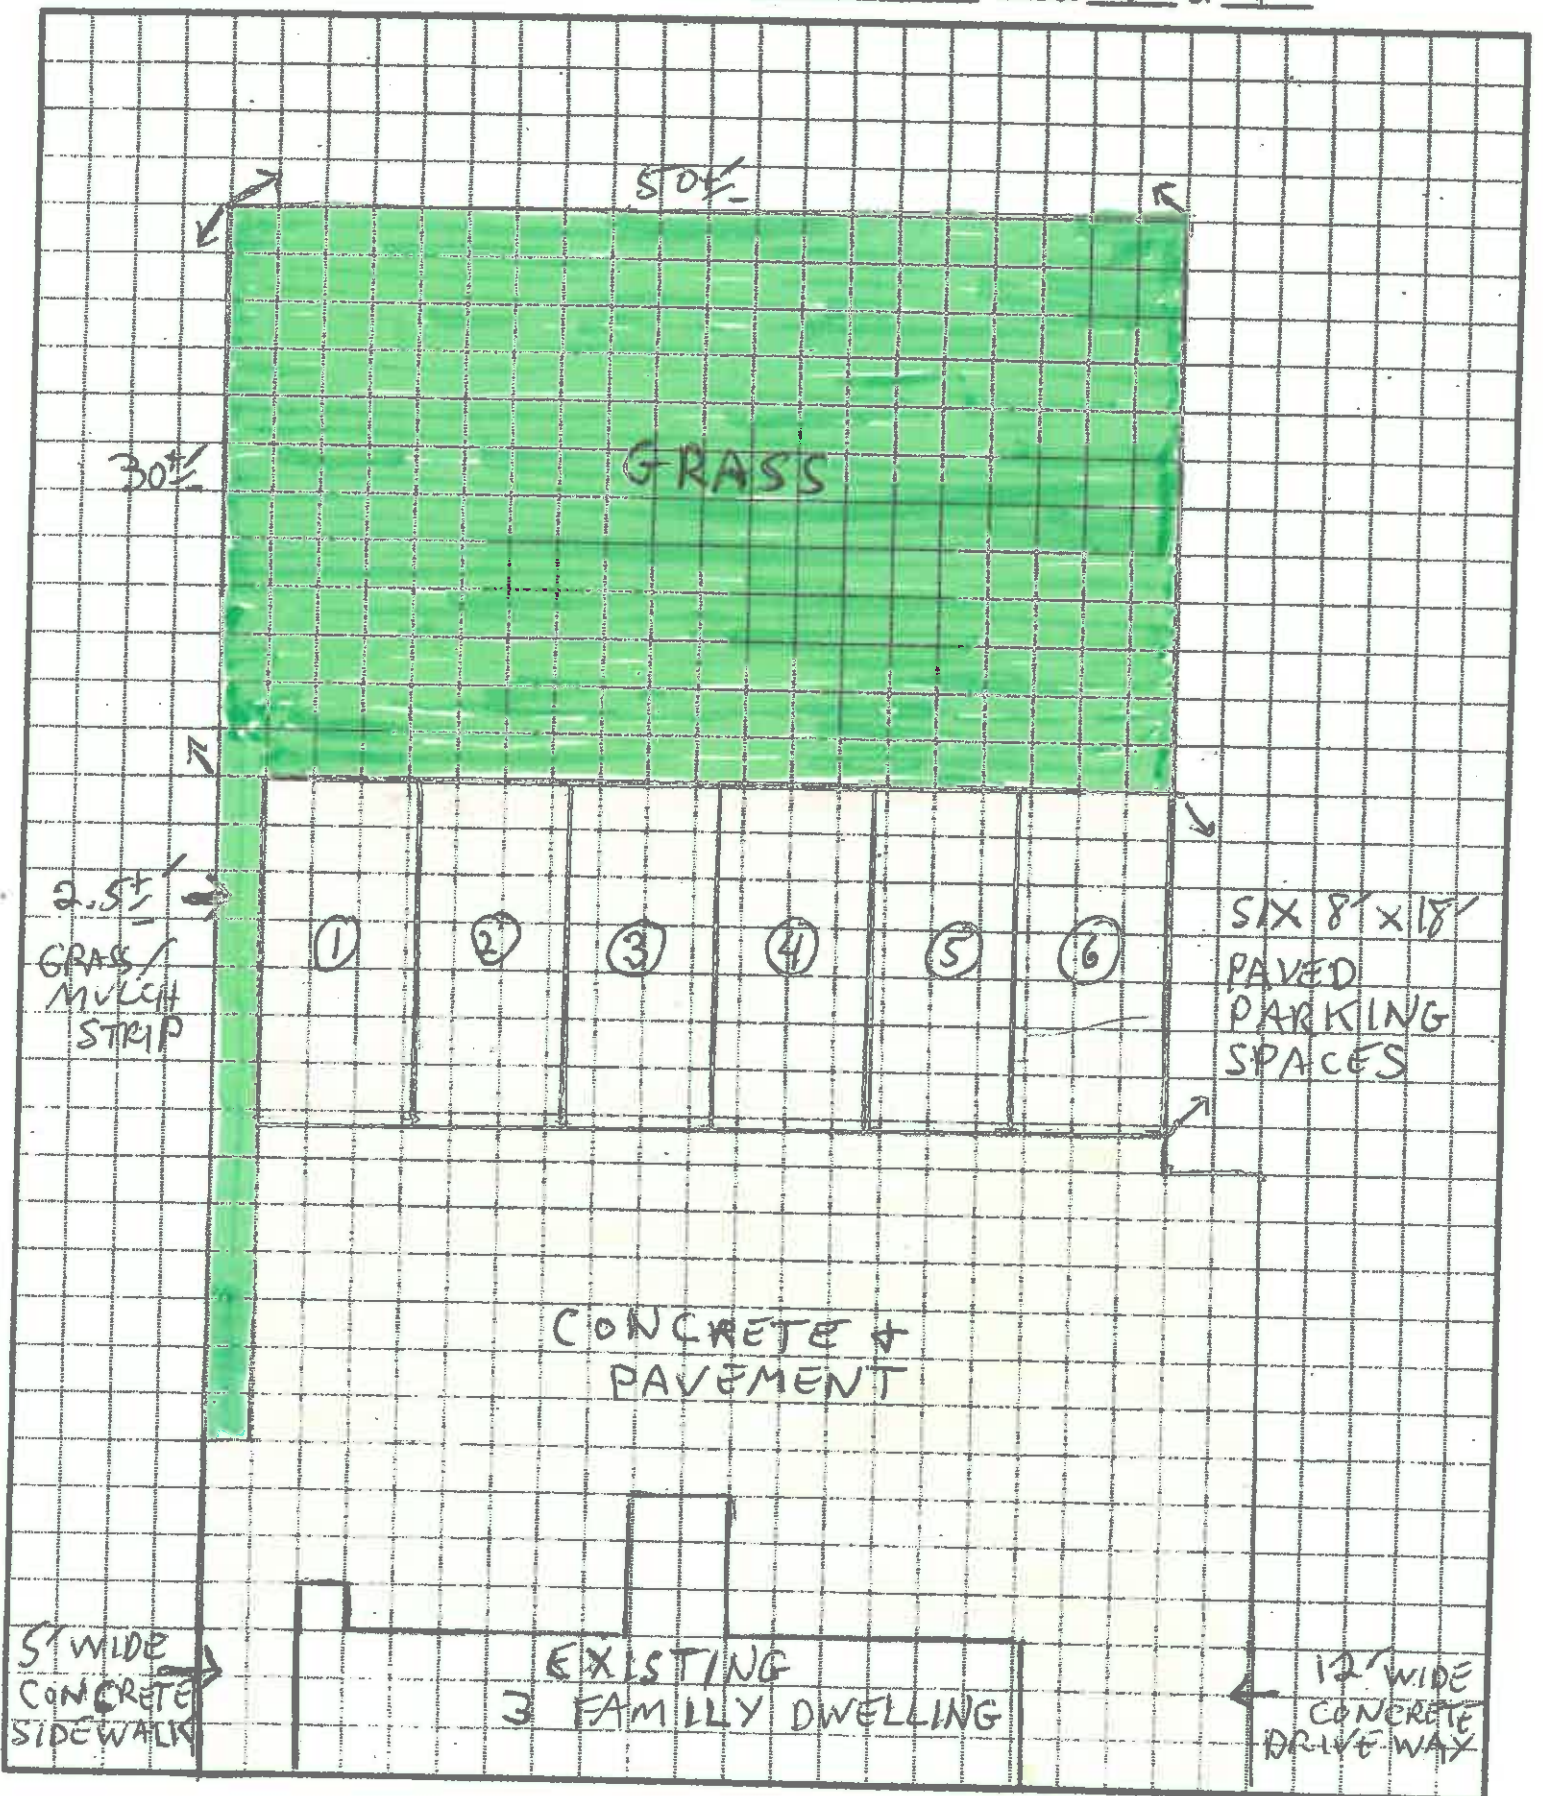 50'±
30'±
GRASS
2.5'±
GRASS/
MULCH
STRIP
1
2
3
4
5
6
SIX 8' X 18'
PAVED
PARKING
SPACES
CONCRETE &
PAVEMENT
5' WIDE
CONCRETE
SIDEWALK
EXISTING
3 FAMILY DWELLING
12' WIDE
CONCRETE
DRIVEWAY